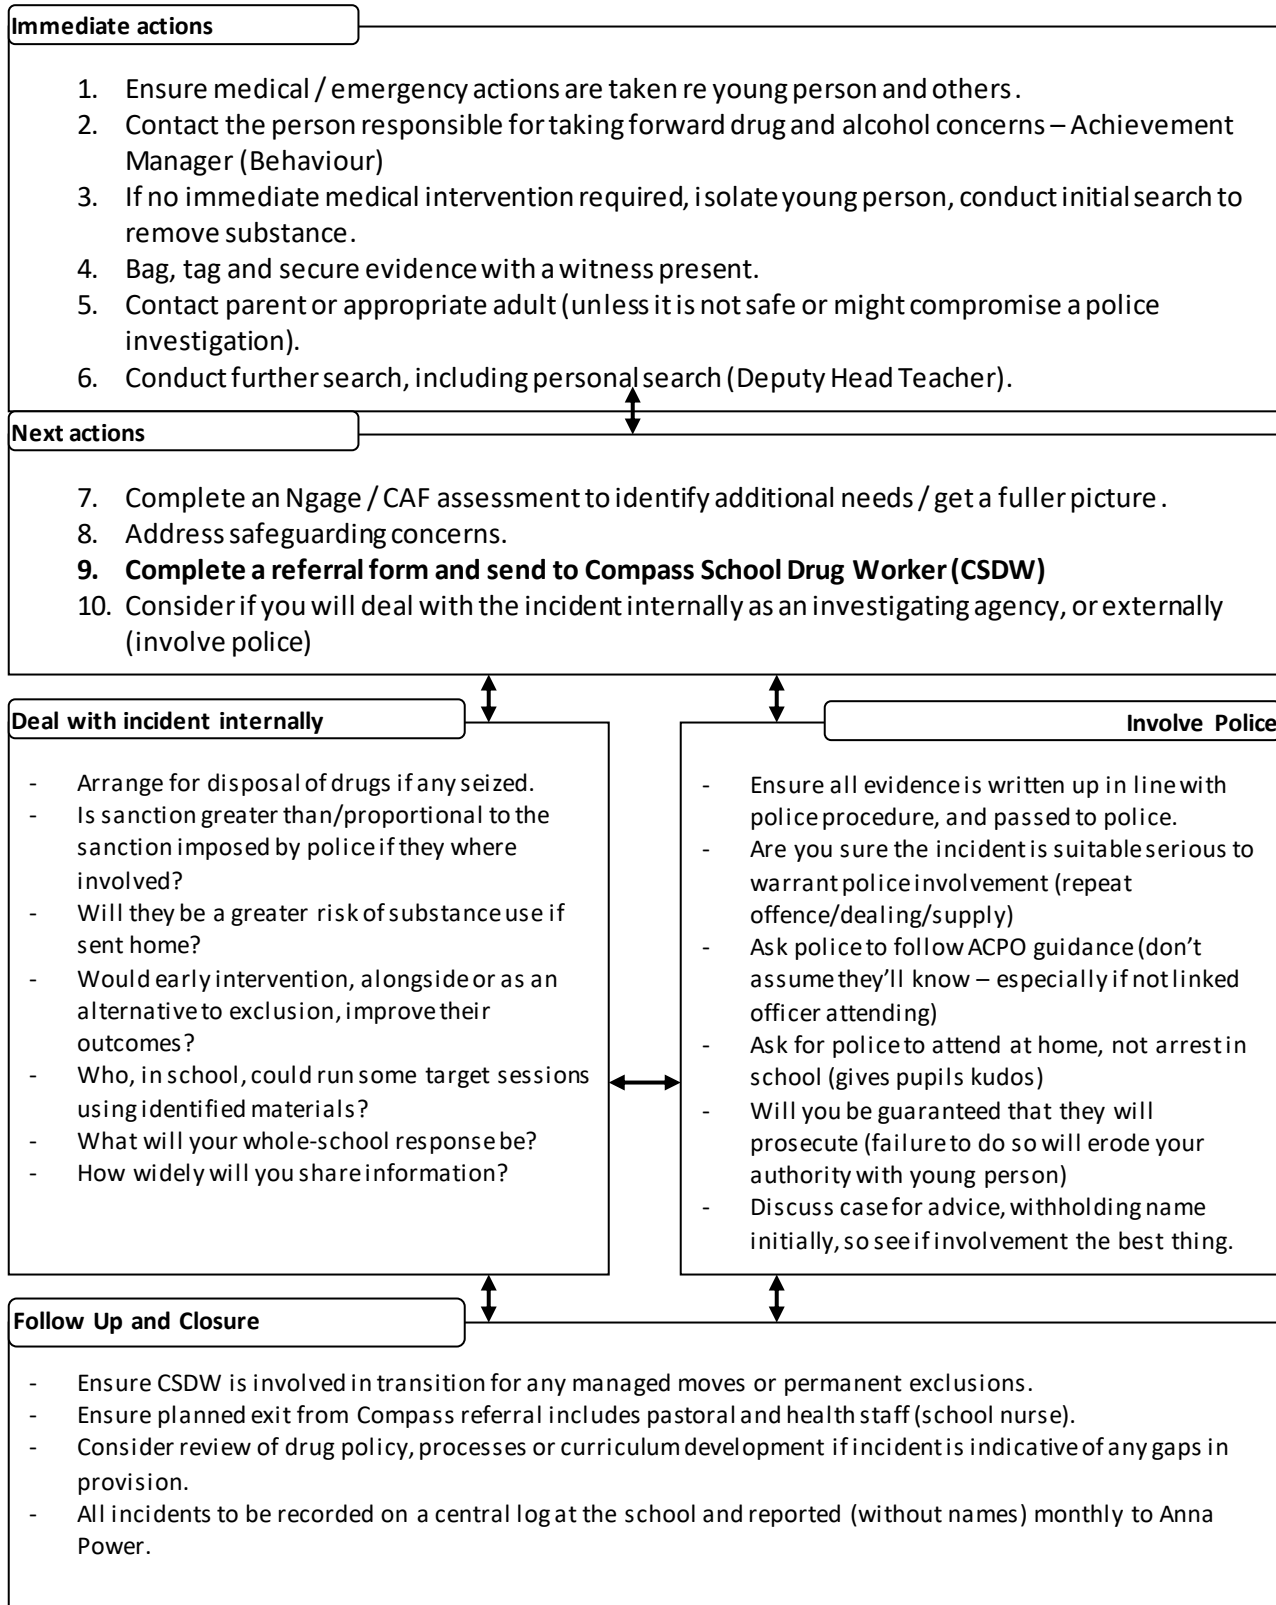 Immediate actions
1. Ensure medical / emergency actions are taken re young person and others.
2. Contact the person responsible for taking forward drug and alcohol concerns – Achievement
Manager (Behaviour)
3. If no immediate medical intervention required, isolate young person, conduct initial search to
remove substance.
4. Bag, tag and secure evidence with a witness present.
5. Contact parent or appropriate adult (unless it is not safe or might compromise a police
investigation).
6. Conduct further search, including personal search (Deputy Head Teacher).
Next actions
7. Complete an Ngage / CAF assessment to identify additional needs / get a fuller picture.
8. Address safeguarding concerns.
9. Complete a referral form and send to Compass School Drug Worker (CSDW)
10. Consider if you will deal with the incident internally as an investigating agency, or externally
(involve police)
Deal with incident internally
- Arrange for disposal of drugs if any seized.
- Is sanction greater than/proportional to the
sanction imposed by police if they where
involved?
- Will they be a greater risk of substance use if
sent home?
- Would early intervention, alongside or as an
alternative to exclusion, improve their
outcomes?
- Who, in school, could run some target sessions
using identified materials?
- What will your whole-school response be?
- How widely will you share information?
Involve Police
- Ensure all evidence is written up in line with
police procedure, and passed to police.
- Are you sure the incident is suitable serious to
warrant police involvement (repeat
offence/dealing/supply)
- Ask police to follow ACPO guidance (don't
assume they'll know – especially if not linked
officer attending)
- Ask for police to attend at home, not arrest in
school (gives pupils kudos)
- Will you be guaranteed that they will
prosecute (failure to do so will erode your
authority with young person)
- Discuss case for advice, withholding name
initially, so see if involvement the best thing.
Follow Up and Closure
- Ensure CSDW is involved in transition for any managed moves or permanent exclusions.
- Ensure planned exit from Compass referral includes pastoral and health staff (school nurse).
- Consider review of drug policy, processes or curriculum development if incident is indicative of any gaps in
provision.
- All incidents to be recorded on a central log at the school and reported (without names) monthly to Anna
Power.